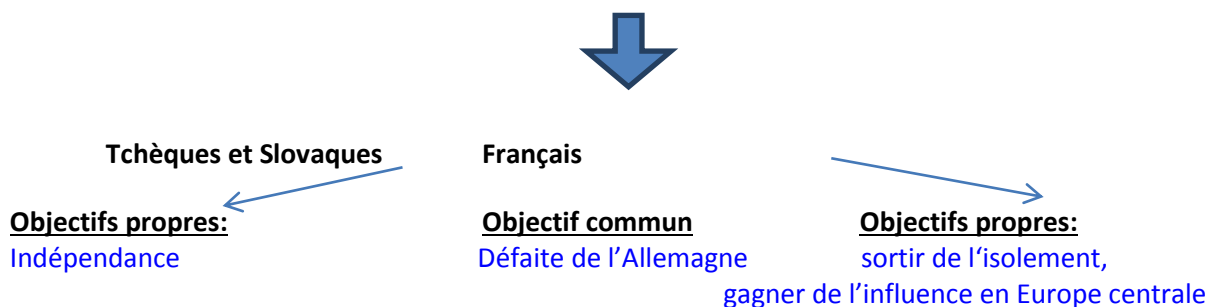 Tchèques et Slovaques Français
Objectifs propres: Objectif commun Objectifs propres:
Indépendance Défaite de l’Allemagne sortir de l‘isolement,
gagner de l’influence en Europe centrale